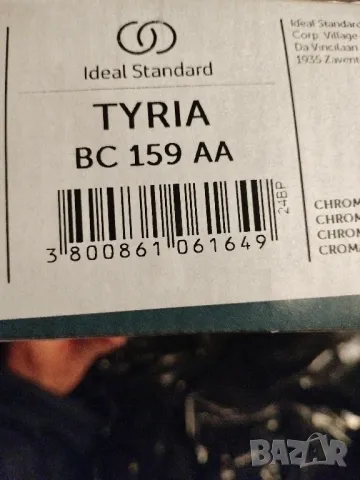 Ideal Standard
TYRIA
BC 159 AA
3 800861 061649
24BP
Ideal Standard
Corp. Village
Da Vincilaan
1935 Zavent
CHROM
CHROM
CHROM
CROMA
BAZAR